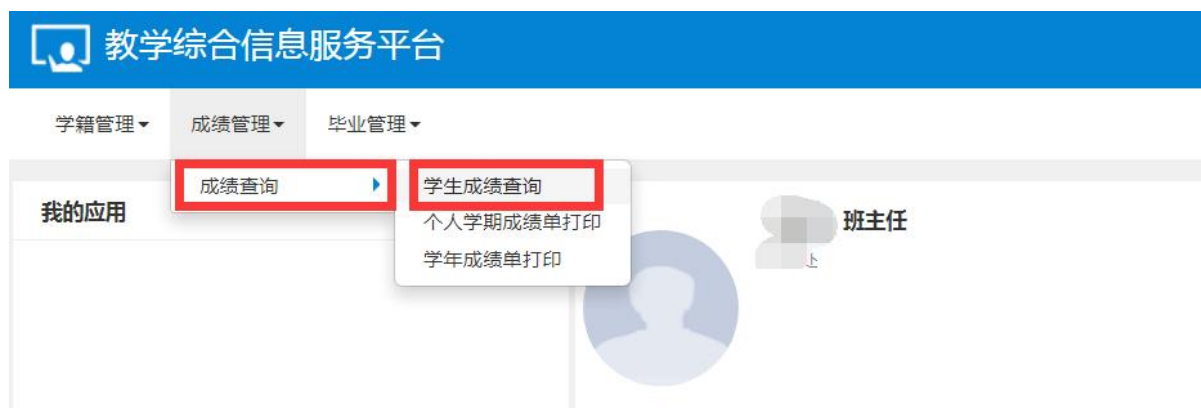 教学综合信息服务平台
学籍管理 成绩管理 毕业管理
成绩查询
学生成绩查询
个人学期成绩单打印
学年成绩单打印
我的应用
班主任